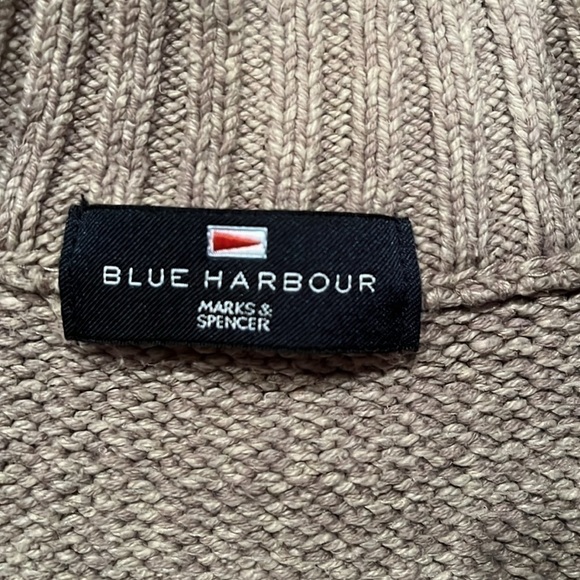 BLUE HARBOUR
MARKS &
SPENCER